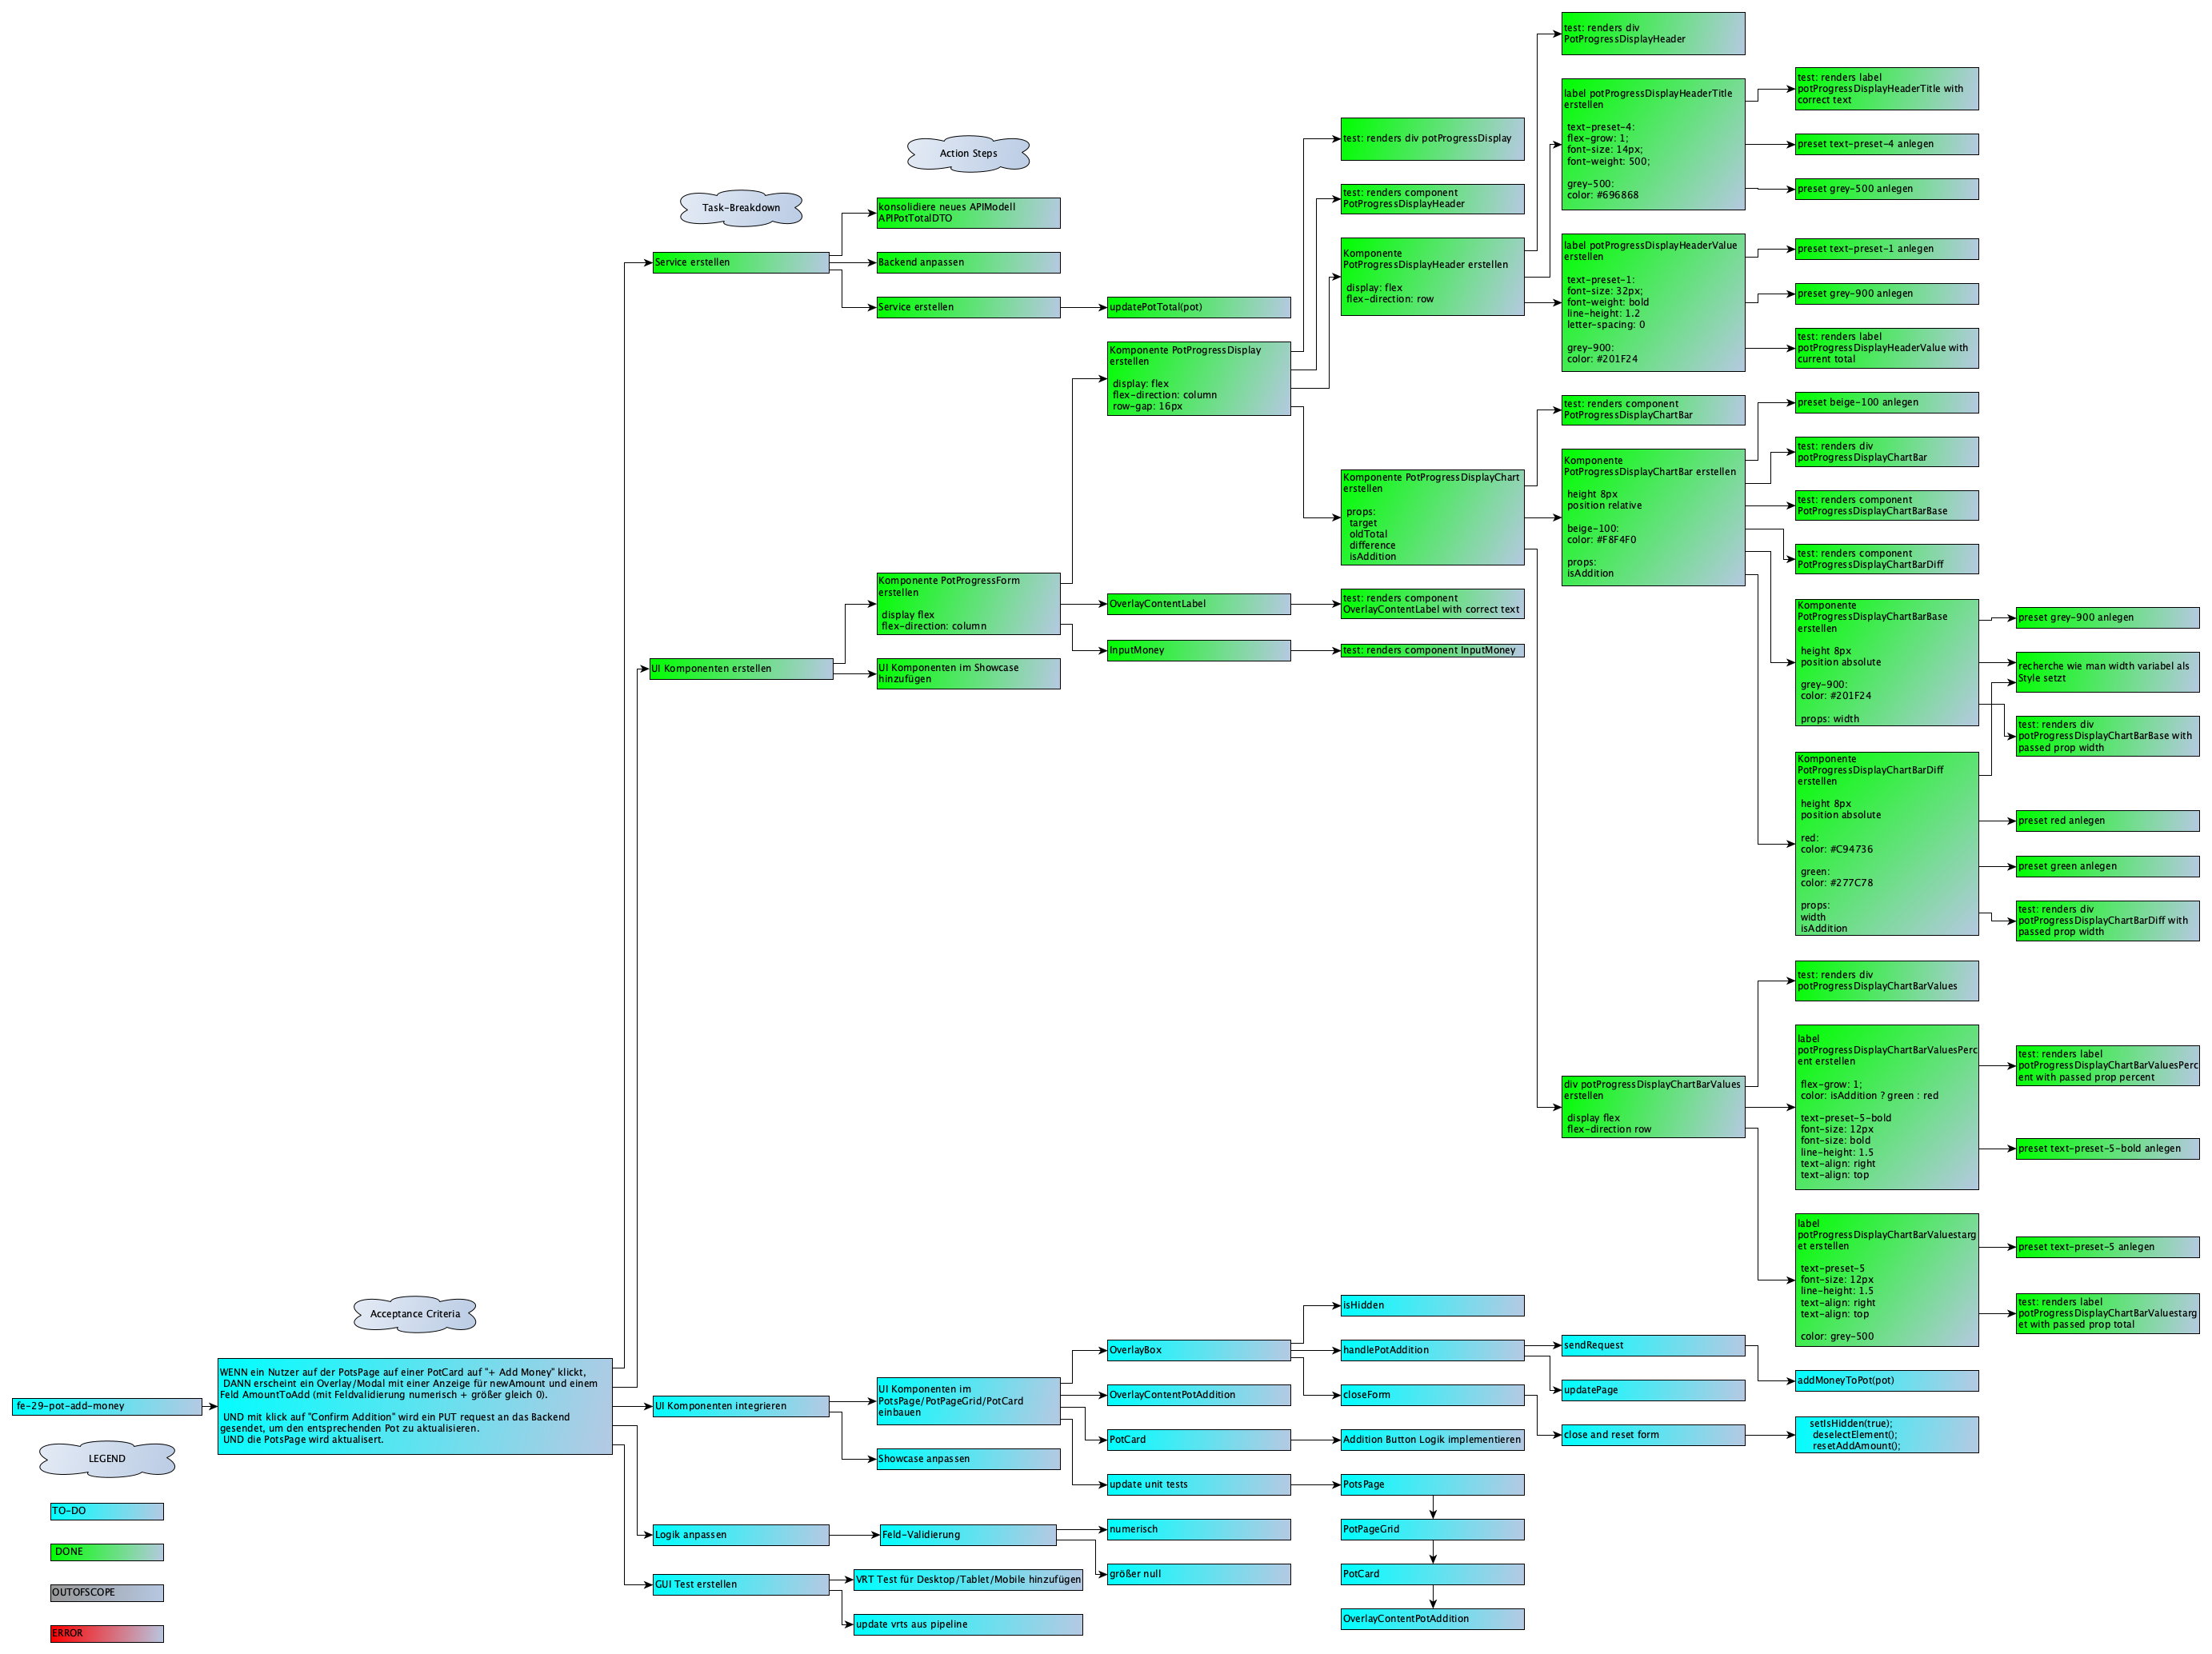 fe-29-pot-add-money
Acceptance Criteria
WENN ein Nutzer auf der PotsPage auf einer PotCard auf "+ Add Money" klickt,
DANN erscheint ein Overlay/Modal mit einer Anzeige für newAmount und einem
Feld AmountToAdd (mit Feldvalidierung numerisch + größer gleich 0).
UND mit klick auf "Confirm Addition" wird ein PUT request an das Backend
gesendet, um den entsprechenden Pot zu aktualisieren.
UND die PotsPage wird aktualisert.
LEGEND
TO-DO
DONE
OUTOFSCOPE
ERROR
Task-Breakdown
Service erstellen
UI Komponenten erstellen
UI Komponenten integrieren
Logik anpassen
GUI Test erstellen
Action Steps
konsolidiere neues APIModell
APIPotTotalDTO
Backend anpassen
Service erstellen
Komponente PotProgressForm
erstellen
display flex
flex-direction: column
UI Komponenten im Showcase
hinzufügen
UI Komponenten im
PotsPage/PotPageGrid/PotCard
einbauen
Showcase anpassen
Feld-Validierung
VRT Test für Desktop/Tablet/Mobile hinzufügen
update vrts aus pipeline
updatePotTotal(pot)
Komponente PotProgressDisplay
erstellen
display: flex
flex-direction: column
row-gap: 16px
OverlayContentLabel
InputMoney
OverlayBox
OverlayContentPotAddition
PotCard
update unit tests
numerisch
größer null
test: renders div potProgressDisplay
test: renders component
PotProgressDisplayHeader
Komponente
PotProgressDisplayHeader erstellen
display: flex
flex-direction: row
Komponente PotProgressDisplayChart
erstellen
props:
target
oldTotal
difference
isAddition
test: renders component
OverlayContentLabel with correct text
test: renders component InputMoney
isHidden
handlePotAddition
closeForm
Addition Button Logik implementieren
PotsPage
PotPageGrid
PotCard
OverlayContentPotAddition
test: renders div
PotProgressDisplayHeader
label potProgressDisplayHeaderTitle
erstellen
text-preset-4:
flex-grow: 1;
font-size: 14px;
font-weight: 500;
grey-500:
color: #696868
label potProgressDisplayHeaderValue
erstellen
text-preset-1:
font-size: 32px;
font-weight: bold
line-height: 1.2
letter-spacing: 0
grey-900:
color: #201F24
test: renders component
PotProgressDisplayChartBar
Komponente
PotProgressDisplayChartBar erstellen
height 8px
position relative
beige-100:
color: #F8F4F0
props:
isAddition
div potProgressDisplayChartBarValues
erstellen
display flex
flex-direction row
sendRequest
updatePage
close and reset form
test: renders label
potProgressDisplayHeaderTitle with
correct text
preset text-preset-4 anlegen
preset grey-500 anlegen
preset text-preset-1 anlegen
preset grey-900 anlegen
test: renders label
potProgressDisplayHeaderValue with
current total
preset beige-100 anlegen
test: renders div
potProgressDisplayChartBar
test: renders component
PotProgressDisplayChartBarBase
test: renders component
PotProgressDisplayChartBarDiff
Komponente
PotProgressDisplayChartBarBase
erstellen
height 8px
position absolute
grey-900:
color: #201F24
props: width
Komponente
PotProgressDisplayChartBarDiff
erstellen
height 8px
position absolute
red:
color: #C94736
green:
color: #277C78
props:
width
isAddition
test: renders div
potProgressDisplayChartBarValues
label
potProgressDisplayChartBarValuesPerc
ent erstellen
flex-grow: 1;
color: isAddition ? green : red
text-preset-5-bold
font-size: 12px
font-size: bold
line-height: 1.5
text-align: right
text-align: top
label
potProgressDisplayChartBarValuestarg
et erstellen
text-preset-5
font-size: 12px
line-height: 1.5
text-align: right
text-align: top
color: grey-500
addMoneyToPot(pot)
setIsHidden(true);
deselectElement();
resetAddAmount();
preset grey-900 anlegen
recherche wie man width variabel als
Style setzt
test: renders div
potProgressDisplayChartBarBase with
passed prop width
preset red anlegen
preset green anlegen
test: renders div
potProgressDisplayChartBarDiff with
passed prop width
test: renders label
potProgressDisplayChartBarValuesPerc
ent with passed prop percent
preset text-preset-5-bold anlegen
preset text-preset-5 anlegen
test: renders label
potProgressDisplayChartBarValuestarg
et with passed prop total